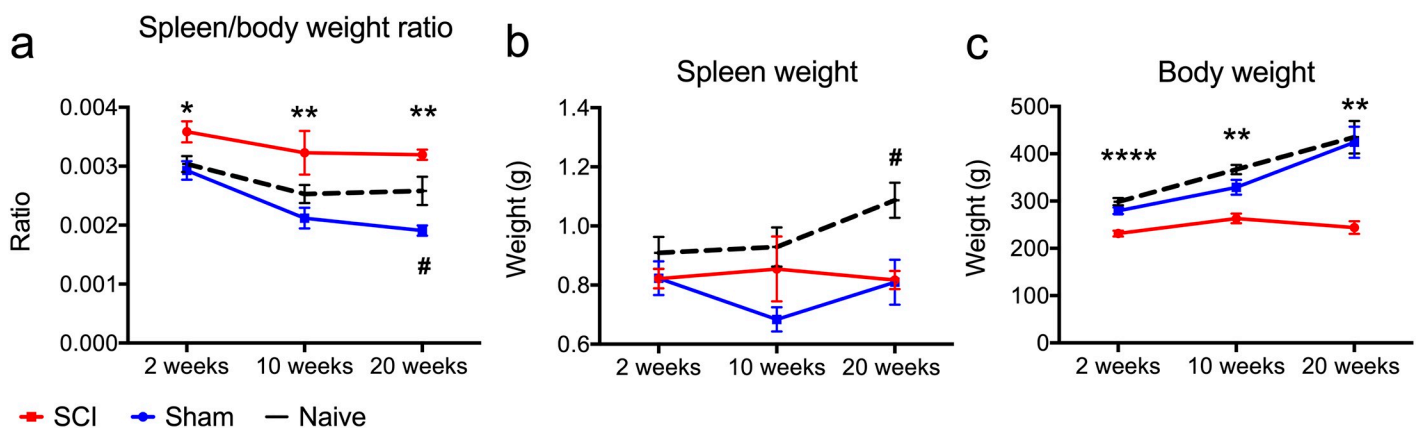 a
Spleen/body weight ratio
Ratio
0.004
0.003
0.002
0.001
0.000
*
**
**
#
2 weeks
10 weeks
20 weeks
b
Spleen weight
Weight (g)
1.4
1.2
1.0
0.8
0.6
#
2 weeks
10 weeks
20 weeks
c
Body weight
Weight (g)
500
400
300
200
100
0
****
**
**
2 weeks
10 weeks
20 weeks
SCI
Sham
Naive